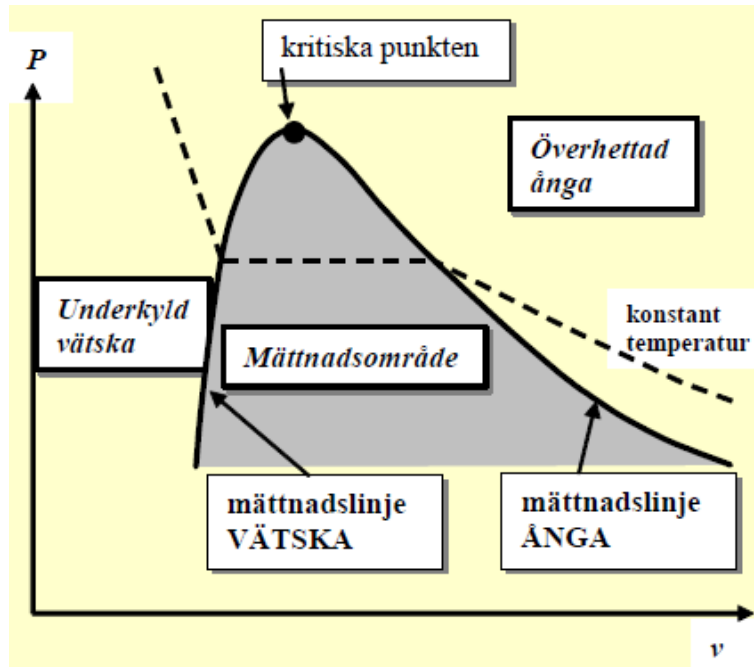 kritiska punkten
P
Överhettad
ånga
Underkyld
vätska
konstant
temperatur
Mättnadsområde
mättnadslinje
VÄTSKA
mättnadslinje
ÅNGA
v